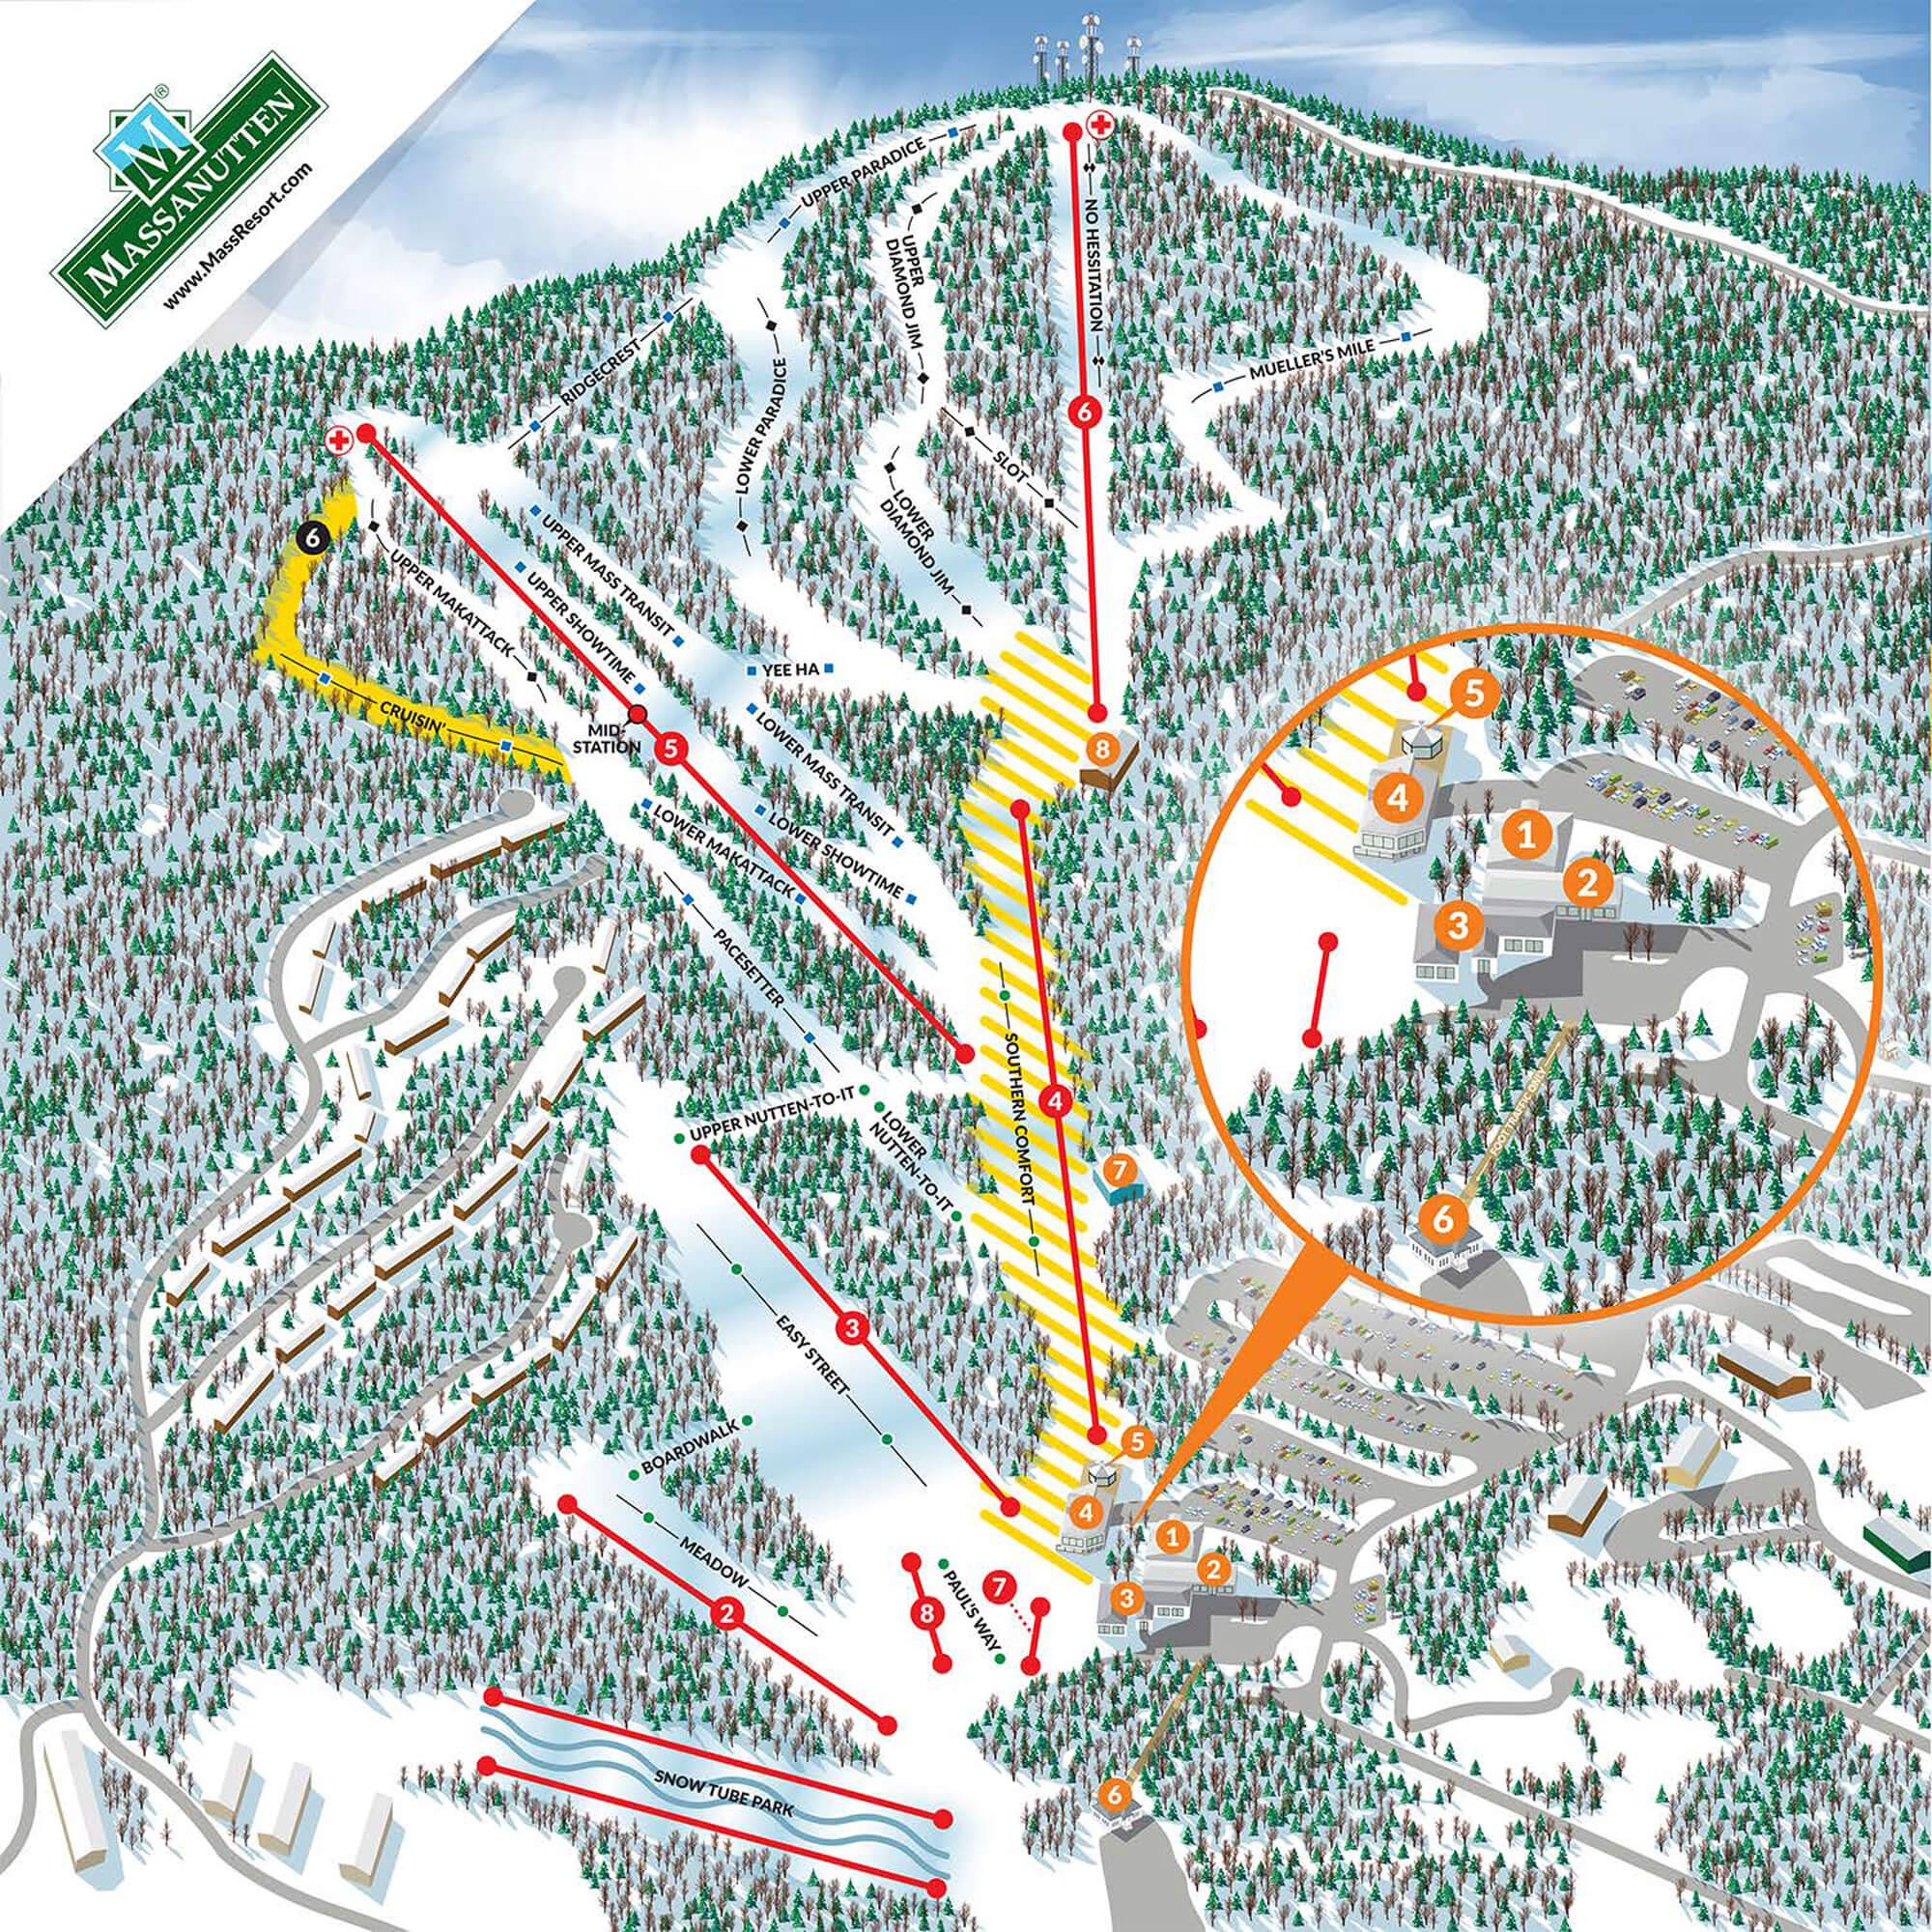 M
®
MASSANUTTEN
www.MassResort.com
UPPER PARADICE
UPPER
DIAMOND JIM
NO HESSITATION
6
MUELLER'S MILE
RIDGECREST
LOWER PARADICE
SLOT
LOWER
DIAMOND JIM
6
UPPER MASS TRANSIT
UPPER SHOWTIME
UPPER MAKATTACK
YEE HA
CRUISIN'
MID-
STATION
5
8
LOWER MASS TRANSIT
LOWER SHOWTIME
LOWER MAKATTACK
PACESETTER
5
4
1
2
3
FOOT TRAFFIC ONLY
6
SOUTHERN COMFORT
4
7
UPPER NUTTEN-TO-IT
LOWER
NUTTEN-TO-IT
3
EASY STREET
BOARDWALK
MEADOW
2
5
4
1
2
3
8
PAUL'S WAY
7
SNOW TUBE PARK
6